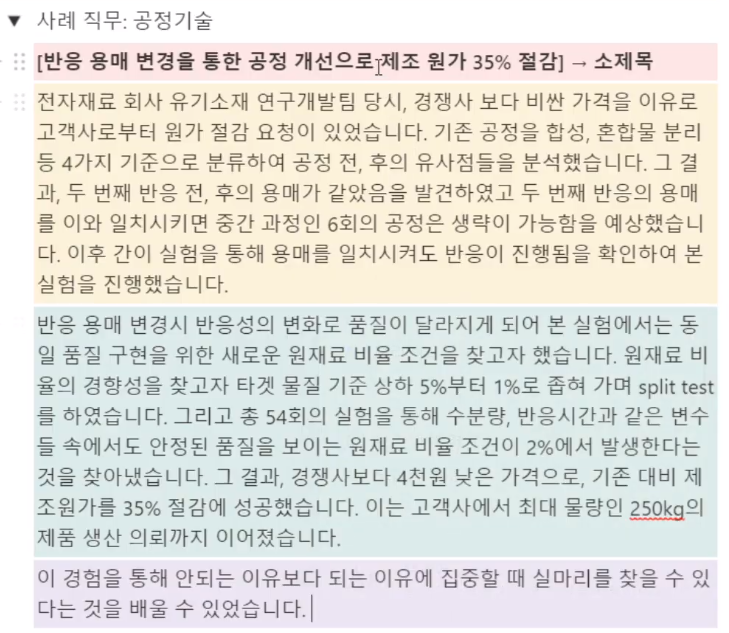 ▼ 사례 직무: 공정기술
[반응 용매 변경을 통한 공정 개선으로 제조 원가 35% 절감] → 소제목
전자재료 회사 유기소재 연구개발팀 당시, 경쟁사 보다 비싼 가격을 이유로
고객사로부터 원가 절감 요청이 있었습니다. 기존 공정을 합성, 혼합물 분리
등 4가지 기준으로 분류하여 공정 전, 후의 유사점들을 분석했습니다. 그 결
과, 두 번째 반응 전, 후의 용매가 같았음을 발견하였고 두 번째 반응의 용매
를 이와 일치시키면 중간 과정인 6회의 공정은 생략이 가능함을 예상했습니
다. 이후 간이 실험을 통해 용매를 일치시켜도 반응이 진행됨을 확인하여 본
실험을 진행했습니다.
반응 용매 변경시 반응성의 변화로 품질이 달라지게 되어 본 실험에서는 동
일 품질 구현을 위한 새로운 원재료 비율 조건을 찾고자 했습니다. 원재료 비
율의 경향성을 찾고자 타겟 물질 기준 상하 5%부터 1%로 좁혀 가며 split test
를 하였습니다. 그리고 총 54회의 실험을 통해 수분량, 반응시간과 같은 변수
들 속에서도 안정된 품질을 보이는 원재료 비율 조건이 2%에서 발생한다는
것을 찾아냈습니다. 그 결과, 경쟁사보다 4천원 낮은 가격으로, 기존 대비 제
조원가를 35% 절감에 성공했습니다. 이는 고객사에서 최대 물량인 250kg의
제품 생산 의뢰까지 이어졌습니다.
이 경험을 통해 안되는 이유보다 되는 이유에 집중할 때 실마리를 찾을 수 있
다는 것을 배울 수 있었습니다.